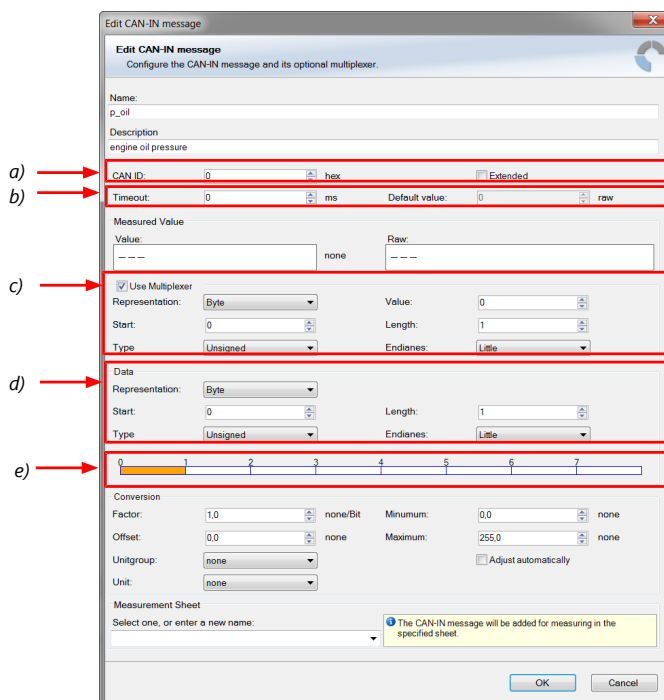 Edit CAN-IN message
Edit CAN-IN message
Configure the CAN-IN message and its optional multiplexer.
Name:
p_oil
Description
engine oil pressure
a) CAN ID: 0 hex Extended
b) Timeout: 0 ms Default value: 0 raw
Measured Value
Value: Raw:
––– none –––
c) Use Multiplexer
Representation: Byte Value: 0
Start: 0 Length: 1
Type Unsigned Endianes: Little
d) Data
Representation: Byte
Start: 0 Length: 1
Type Unsigned Endianes: Little
e) 0 1 2 3 4 5 6 7
Conversion
Factor: 1,0 none/Bit Minumum: 0,0 none
Offset: 0,0 none Maximum: 255,0 none
Unitgroup: none Adjust automatically
Unit: none
Measurement Sheet
Select one, or enter a new name: The CAN-IN message will be added for measuring in the
specified sheet.
OK Cancel